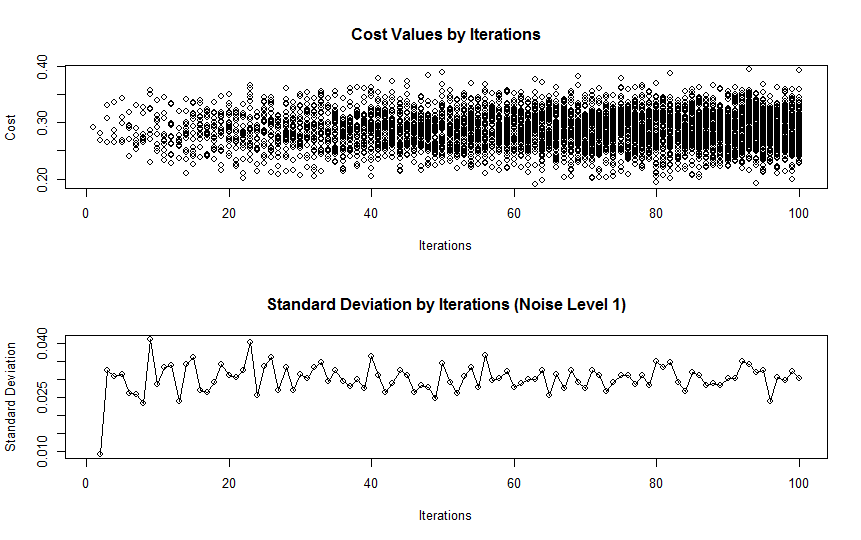 Cost Values by Iterations
Cost
0.40
0.30
0.20
0 20 40 60 80 100
Iterations
Standard Deviation by Iterations (Noise Level 1)
Standard Deviation
0.040
0.025
0.010
0 20 40 60 80 100
Iterations